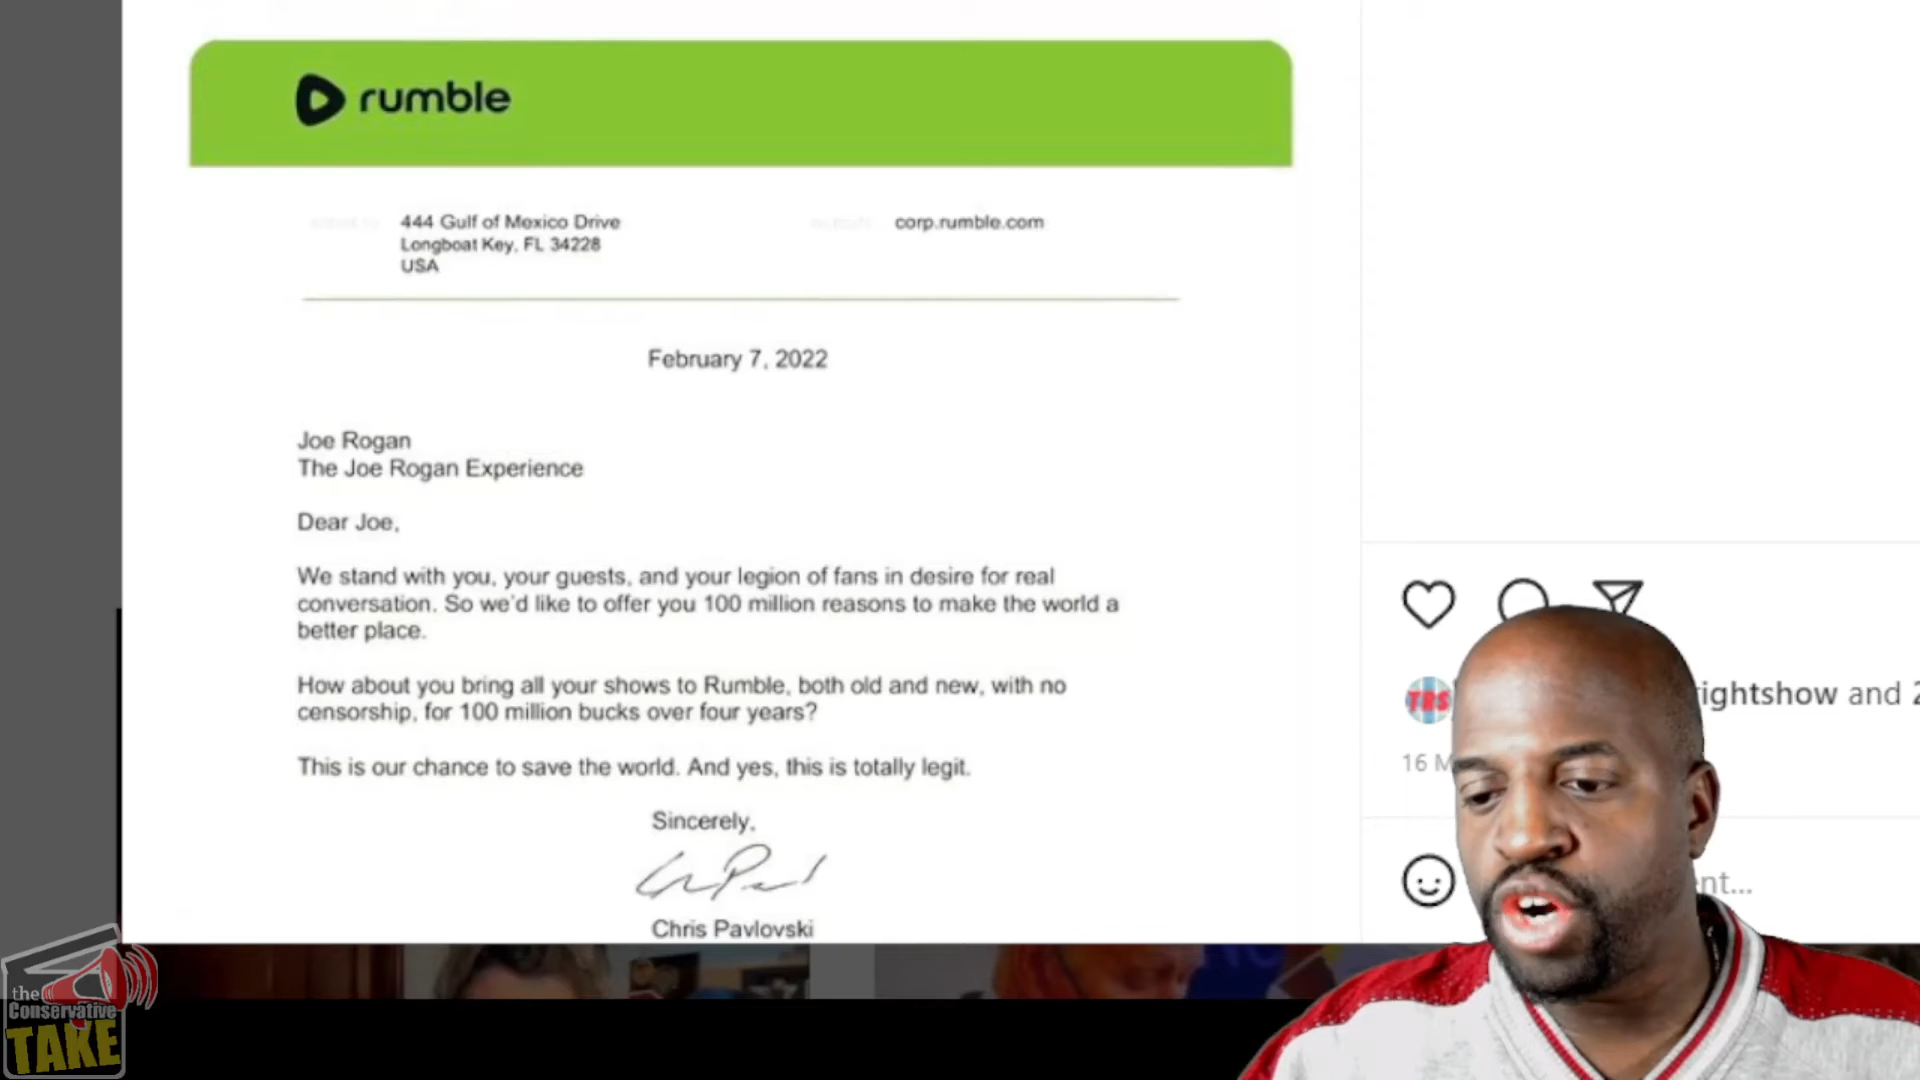 rumble
444 Gulf of Mexico Drive
Longboat Key, FL 34228
USA
corp.rumble.com
February 7, 2022
Joe Rogan
The Joe Rogan Experience
Dear Joe,
We stand with you, your guests, and your legion of fans in desire for real
conversation. So we'd like to offer you 100 million reasons to make the world a
better place.
How about you bring all your shows to Rumble, both old and new, with no
censorship, for 100 million bucks over four years?
This is our chance to save the world. And yes, this is totally legit.
Sincerely,
Chris Pavlovski
TRS
rightshow and 2
16 M
nt...
the
Conservative
TAKE